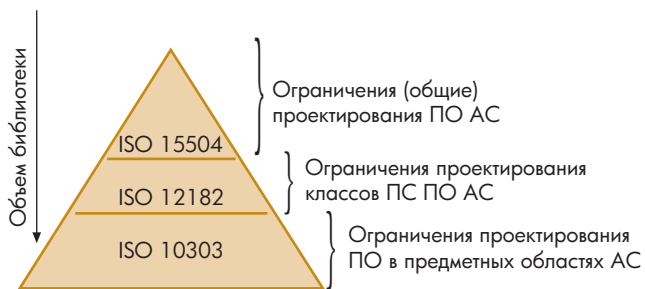 Объем библиотеки
ISO 15504
Ограничения (общие)
проектирования ПО АС
ISO 12182
Ограничения проектирования
классов ПС ПО АС
ISO 10303
Ограничения проектирования
ПО в предметных областях АС